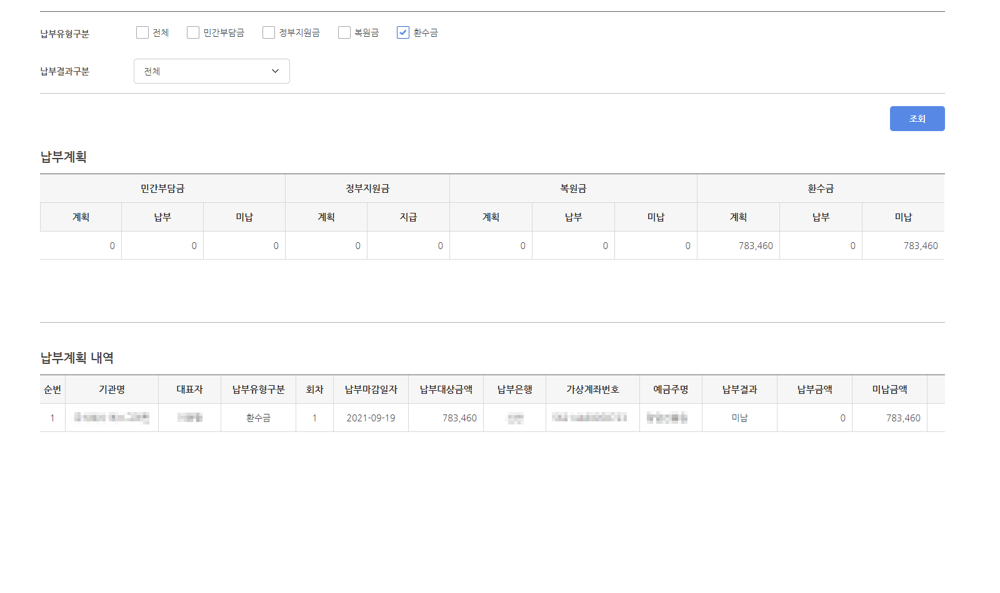 납부유형구분 전체 민간부담금 정부지원금 복원금 환수금
납부결과구분 전체
조회
납부계획
민간부담금 정부지원금 복원금 환수금
계획 납부 미납 계획 지급 계획 납부 미납 계획 납부 미납
0 0 0 0 0 0 0 0 783,460 0 783,460
납부계획 내역
순번 기관명 대표자 납부유형구분 회차 납부마감일자 납부대상금액 납부은행 가상계좌번호 예금주명 납부결과 납부금액 미납금액
1 환수금 1 2021-09-19 783,460 미납 0 783,460